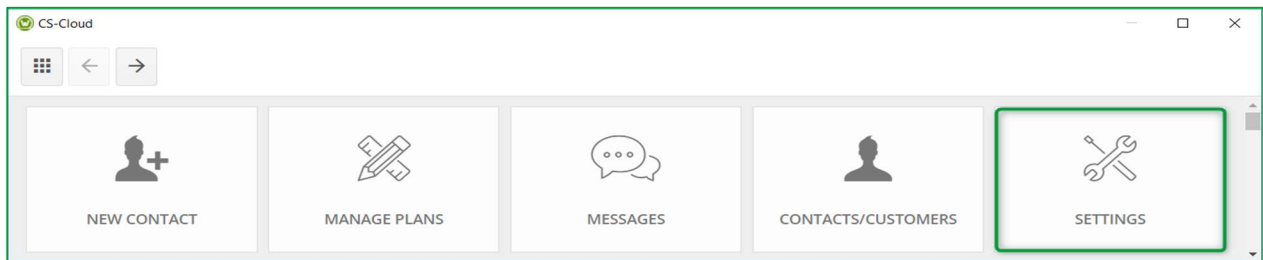 CS-Cloud
NEW CONTACT
MANAGE PLANS
MESSAGES
CONTACTS/CUSTOMERS
SETTINGS